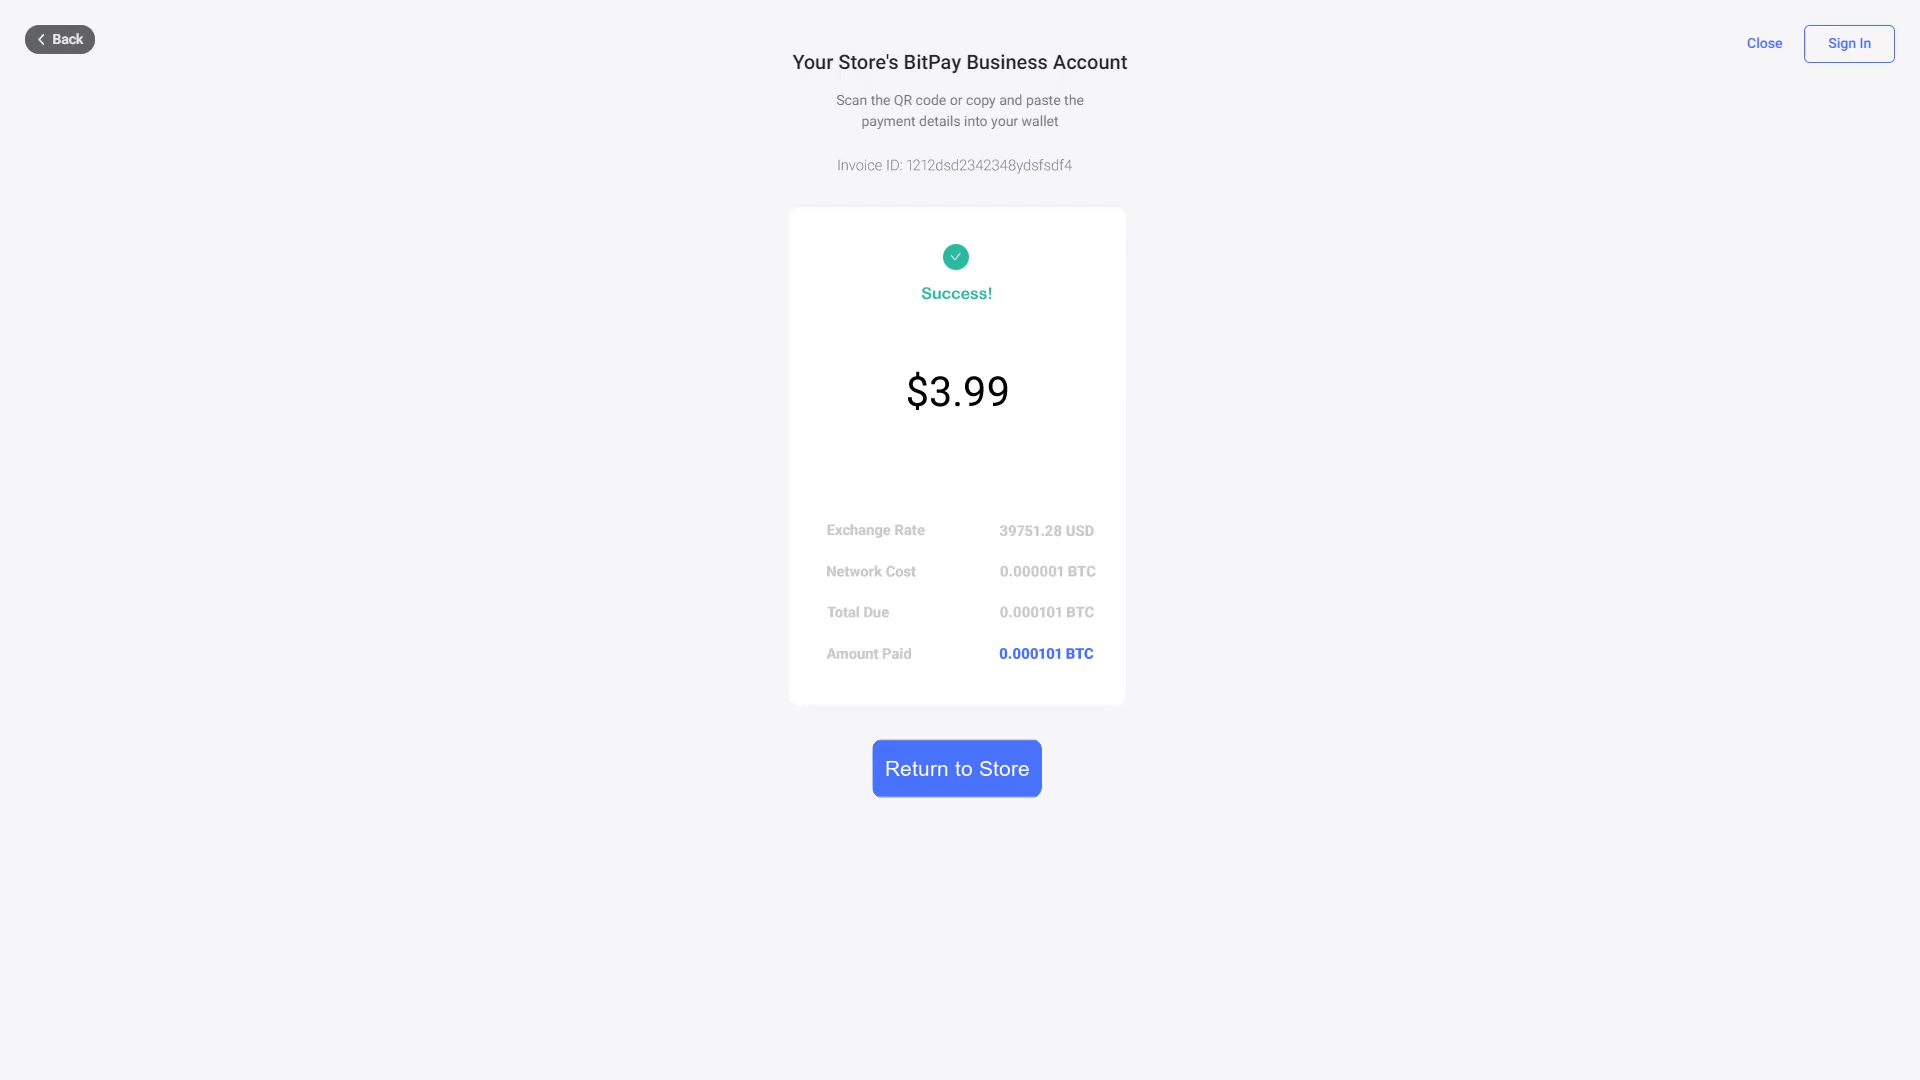 Back
Close
Sign In
Your Store's BitPay Business Account
Scan the QR code or copy and paste the
payment details into your wallet
Invoice ID: 1212dsd2342348ydsfsdf4
Success!
$3.99
Exchange Rate 39751.28 USD
Network Cost 0.000001 BTC
Total Due 0.000101 BTC
Amount Paid 0.000101 BTC
Return to Store